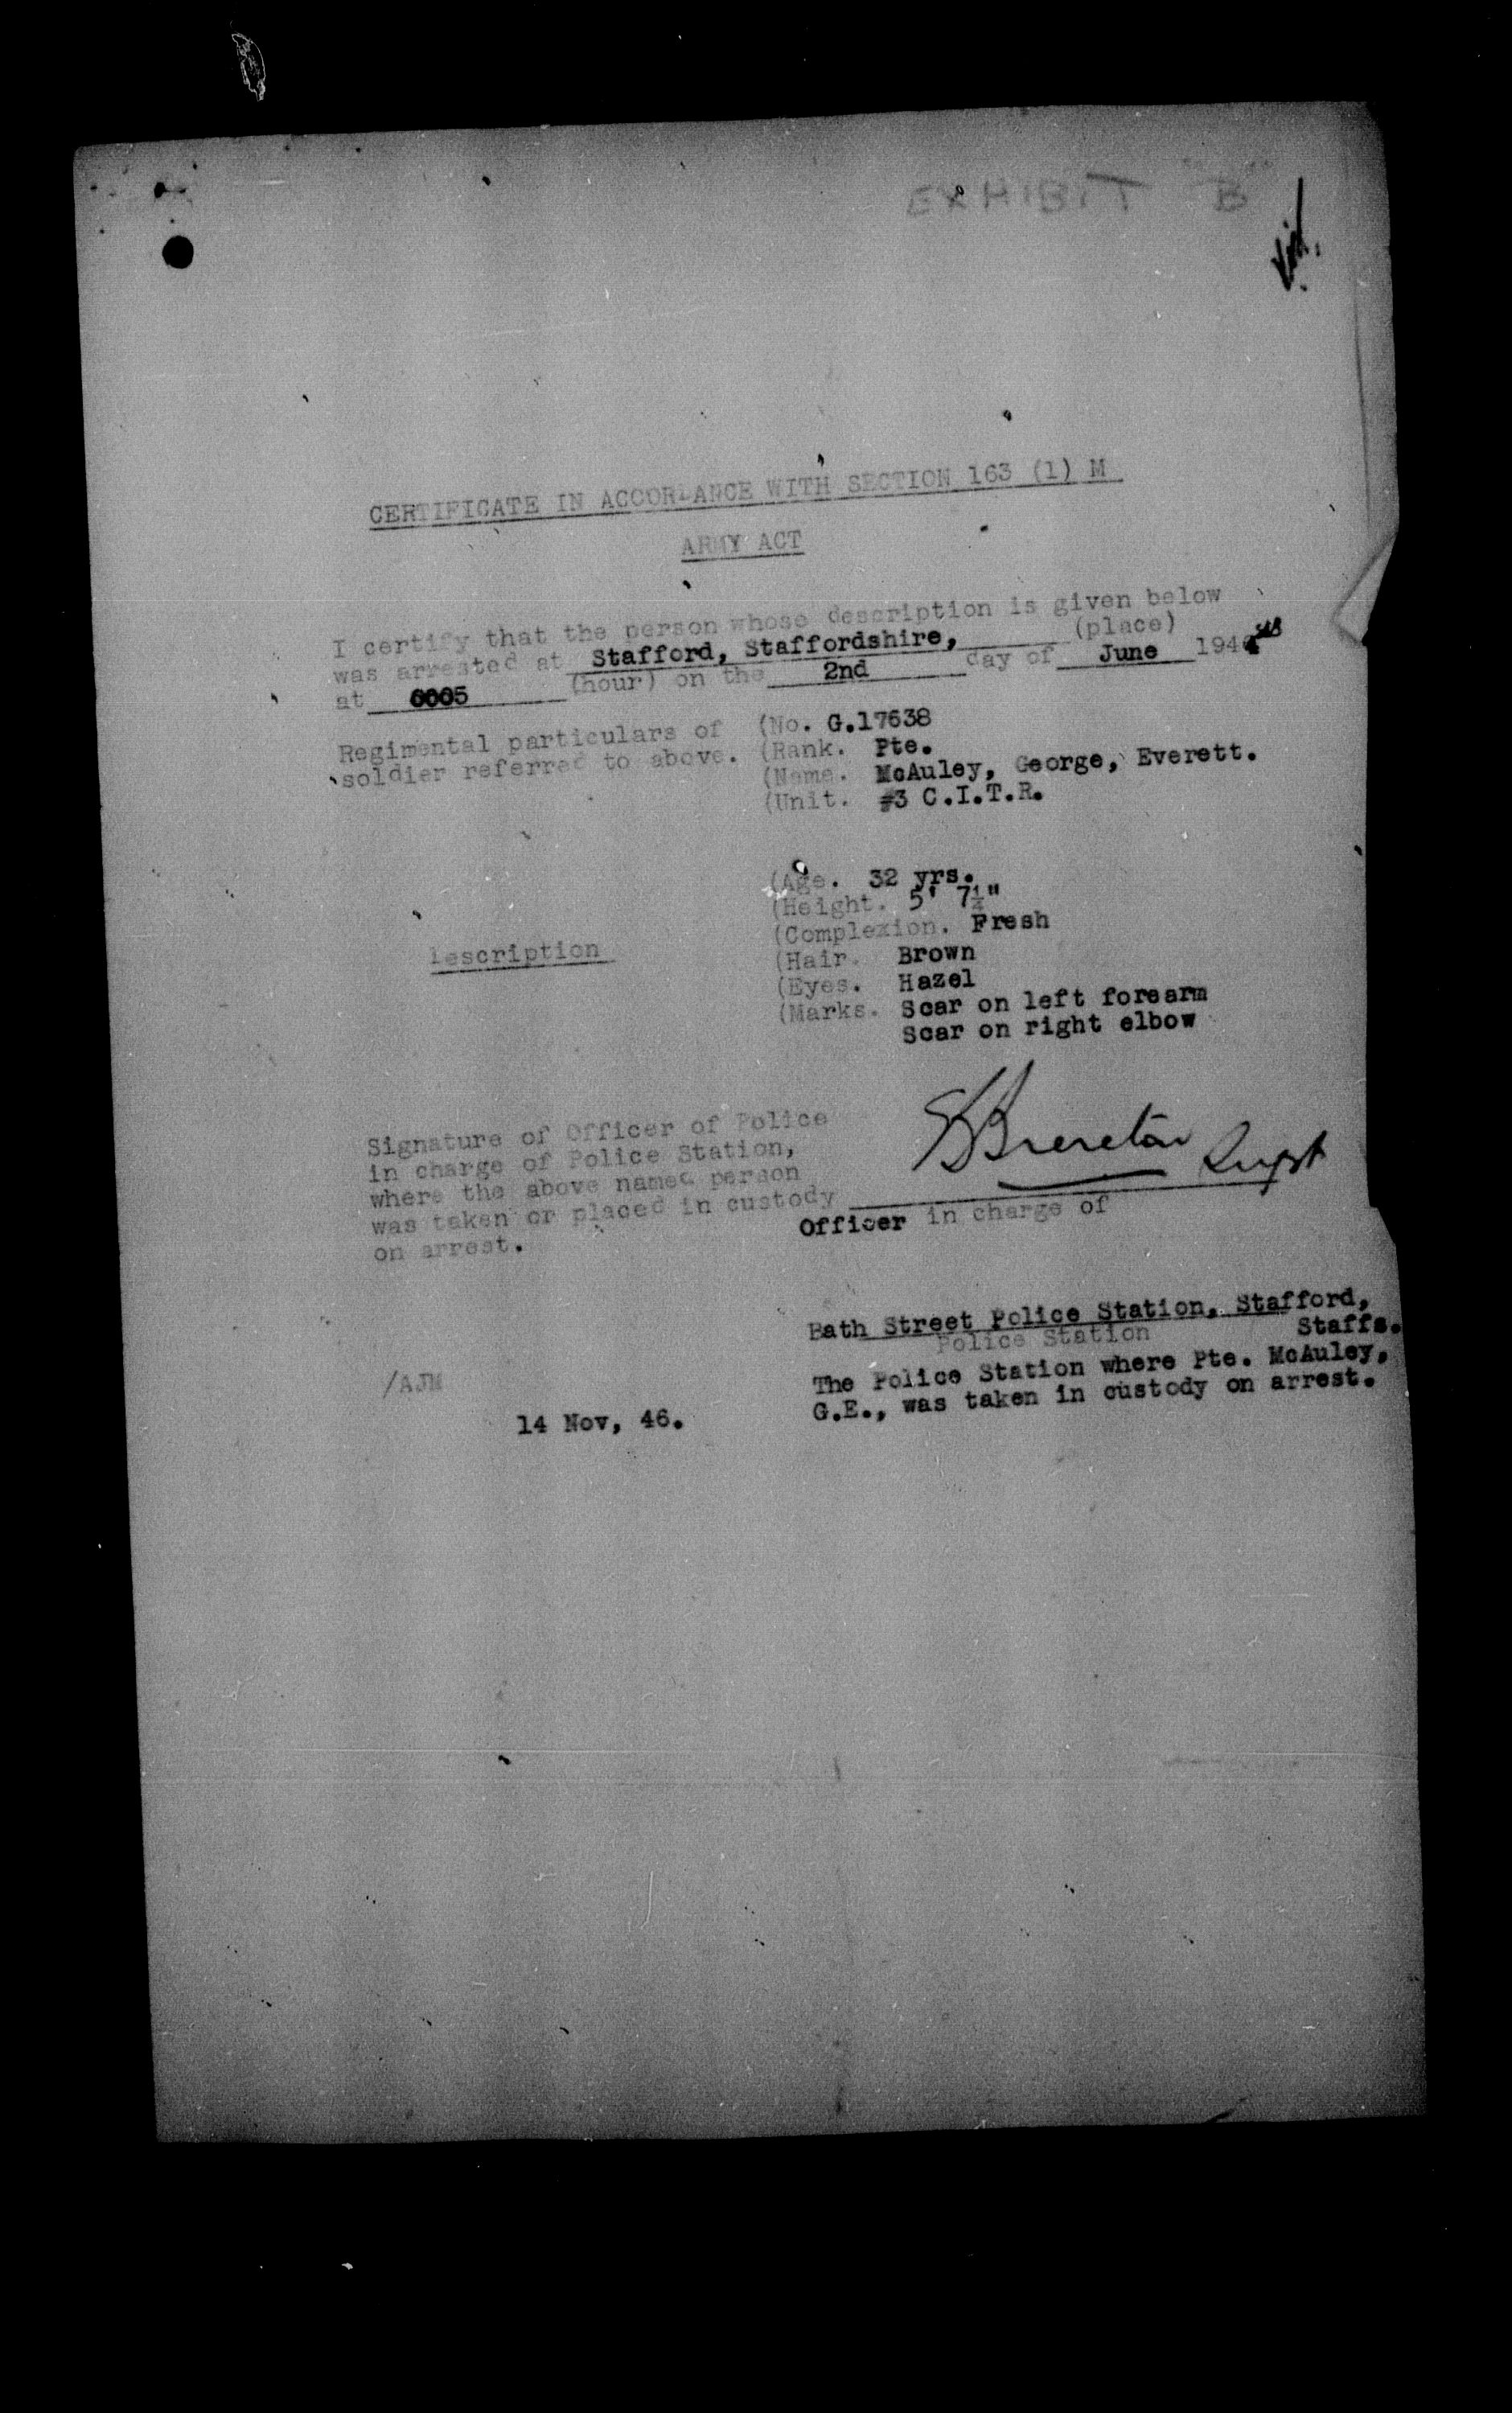 EXHIBIT "B"
CERTIFICATE IN ACCORDANCE WITH SECTION 163 (1) M
ARMY ACT
I certify that the person whose description is given below
was arrested at Stafford, Staffordshire, (place)
at 0005 (hour) on the 2nd day of June 194
Regimental particulars of (No. G.17638
soldier referred to above. (Rank. Pte.
(Name. McAuley, George, Everett.
(Unit. #3 C.I.T.R.
(Age. 32 yrs.
(Height. 5' 7¼"
(Complexion. Fresh
Description (Hair. Brown
(Eyes. Hazel
(Marks. Scar on left forearm
Scar on right elbow
Signature of Officer of Police
in charge of Police Station,
where the above named person
was taken or placed in custody
on arrest.
Brereton Supt
Officer in charge of
Bath Street Police Station, Stafford,
Police Station Staffs.
The Police Station where Pte. McAuley,
G.E., was taken in custody on arrest.
/AJM
14 Nov, 46.